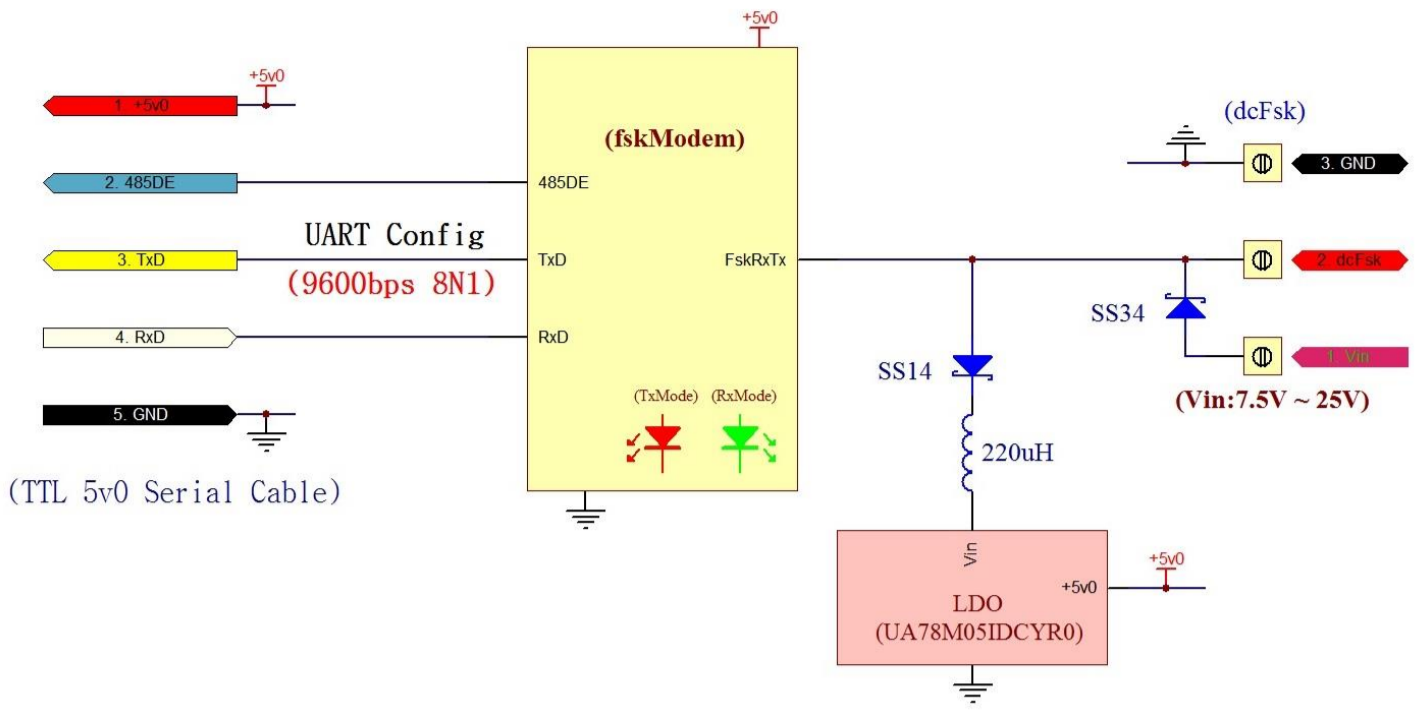 +5v0
1. +5v0
2. 485DE
3. TxD
4. RxD
5. GND
(TTL 5v0 Serial Cable)
UART Config
(9600bps 8N1)
+5v0
(fskModem)
485DE
TxD
RxD
FskRxTx
(TxMode) (RxMode)
(dcFsk)
3. GND
2. dcFsk
1. Vin
(Vin:7.5V ~ 25V)
SS34
SS14
220uH
Vin
+5v0
LDO
(UA78M05IDCYR0)
+5v0